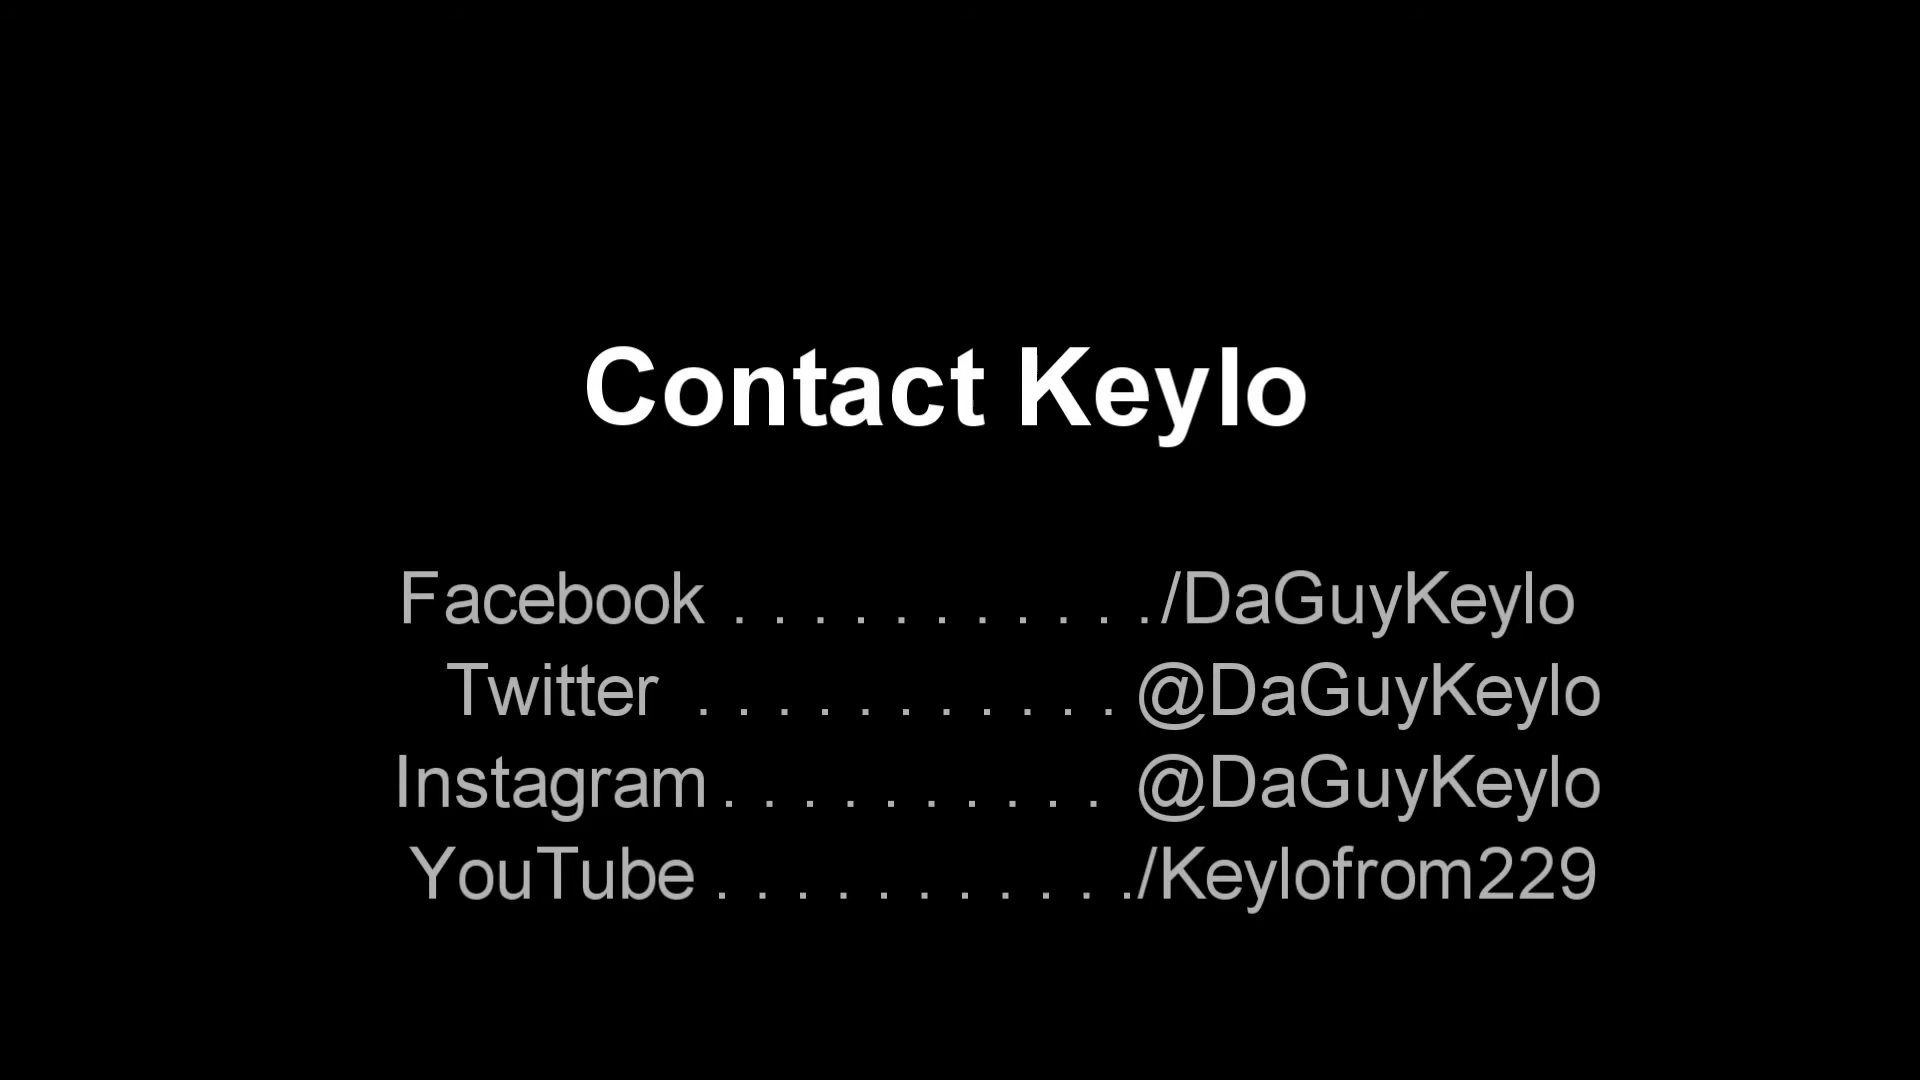 Contact Keylo
Facebook . . . . . . . . . . . /DaGuyKeylo
Twitter . . . . . . . . . . . @DaGuyKeylo
Instagram . . . . . . . . . . @DaGuyKeylo
YouTube . . . . . . . . . . . /Keylofrom229